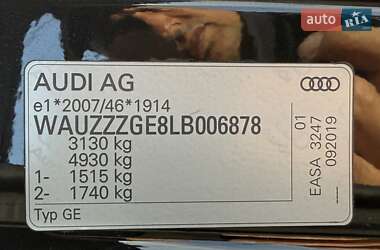 auto RIA
AUDI AG
e1*2007/46*1914
WAUZZZGE8LB006878
3130 kg
4930 kg
1- 1515 kg
2- 1740 kg
Typ GE
01
EASA 3247
092019